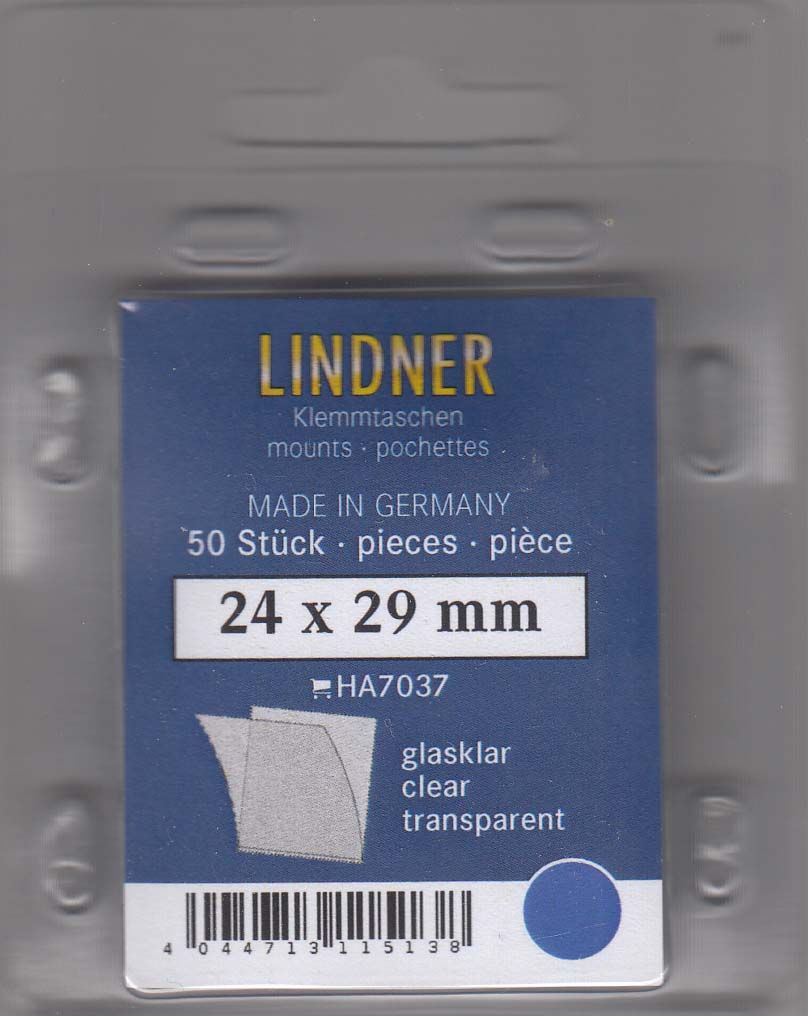 LINDNER
Klemmtaschen
mounts · pochettes
MADE IN GERMANY
50 Stück · pieces · pièce
24 x 29 mm
HA7037
glasklar
clear
transparent
4 044713 115138